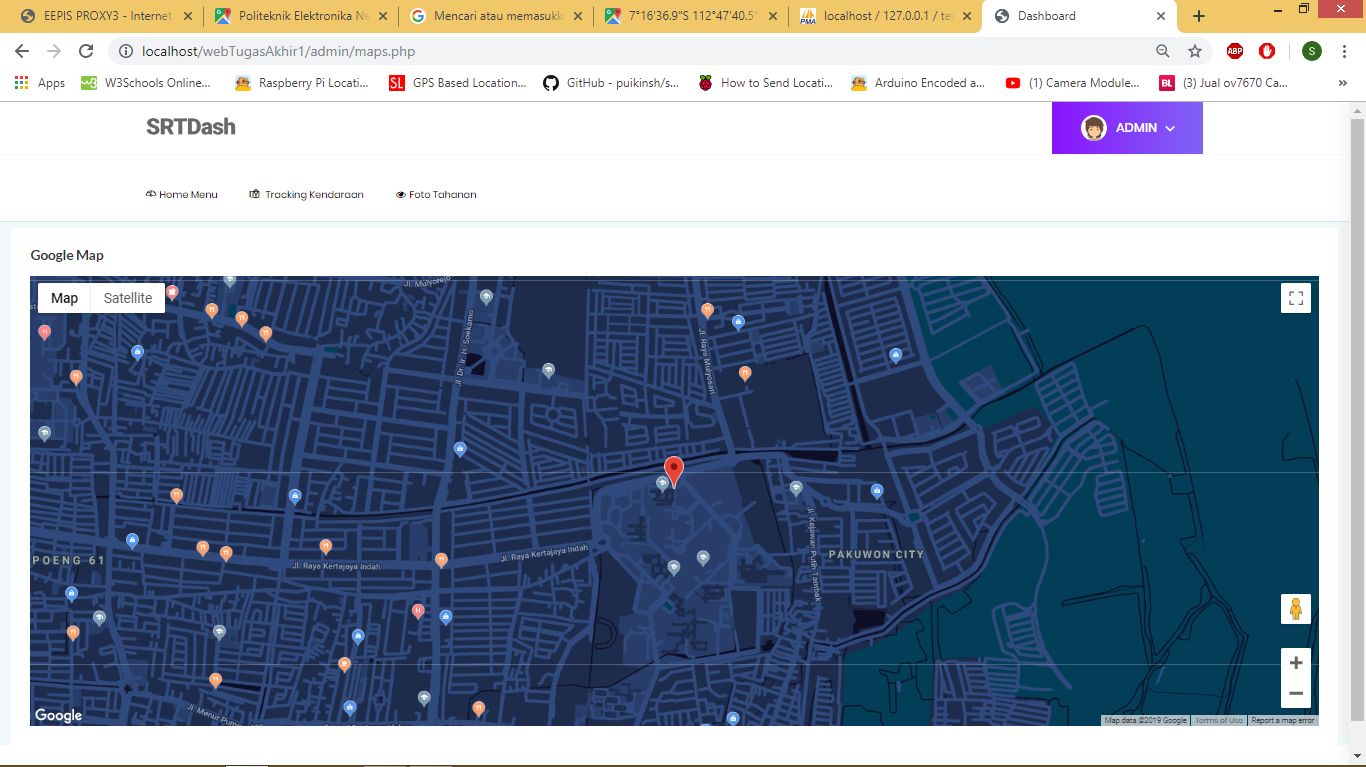 EEPIS PROXY3 - Internet
Politeknik Elektronika Ne
Mencari atau memasukk
7°16'36.9"S 112°47'40.5"
localhost / 127.0.0.1 / te
Dashboard
localhost/webTugasAkhir1/admin/maps.php
ABP
S
Apps
W3Schools Online...
Raspberry Pi Locati...
SL GPS Based Location...
GitHub - puikinsh/s...
How to Send Locati...
Arduino Encoded a...
(1) Camera Module...
BL (3) Jual ov7670 Ca...
SRTDash
ADMIN
Home Menu
Tracking Kendaraan
Foto Tahanan
Google Map
Map
Satellite
Jl. Mulyorejo
Jl. Dr. Ir. H. Soekarno
Jl. Raya Mulyosari
POENG 61
Jl. Raya Kertajaya Indah
Jl. Raya Kertajaya Indah
Jl. Kejawan Putih Tambak
PAKUWON CITY
Google
Map data ©2019 Google
Terms of Use
Report a map error